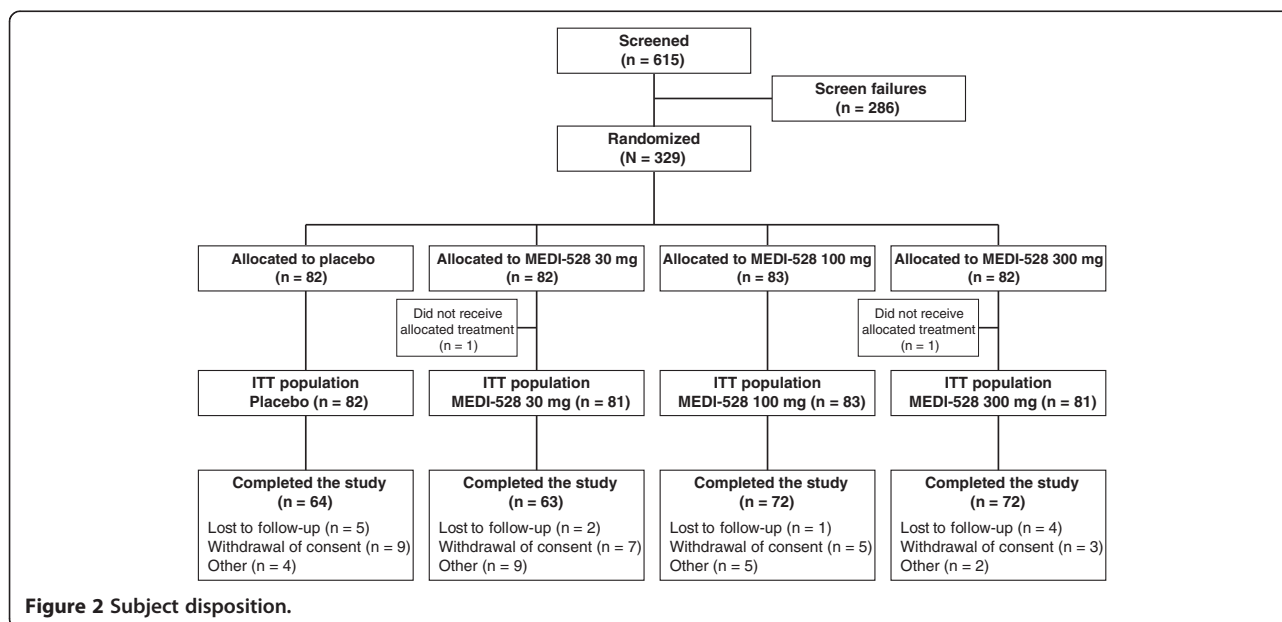 Screened
(n = 615)
Screen failures
(n = 286)
Randomized
(N = 329)
Allocated to placebo
(n = 82)
Allocated to MEDI-528 30 mg
(n = 82)
Allocated to MEDI-528 100 mg
(n = 83)
Allocated to MEDI-528 300 mg
(n = 82)
Did not receive
allocated treatment
(n = 1)
Did not receive
allocated treatment
(n = 1)
ITT population
Placebo (n = 82)
ITT population
MEDI-528 30 mg (n = 81)
ITT population
MEDI-528 100 mg (n = 83)
ITT population
MEDI-528 300 mg (n = 81)
Completed the study
(n = 64)
Lost to follow-up (n = 5)
Withdrawal of consent (n = 9)
Other (n = 4)
Completed the study
(n = 63)
Lost to follow-up (n = 2)
Withdrawal of consent (n = 7)
Other (n = 9)
Completed the study
(n = 72)
Lost to follow-up (n = 1)
Withdrawal of consent (n = 5)
Other (n = 5)
Completed the study
(n = 72)
Lost to follow-up (n = 4)
Withdrawal of consent (n = 3)
Other (n = 2)
Figure 2 Subject disposition.